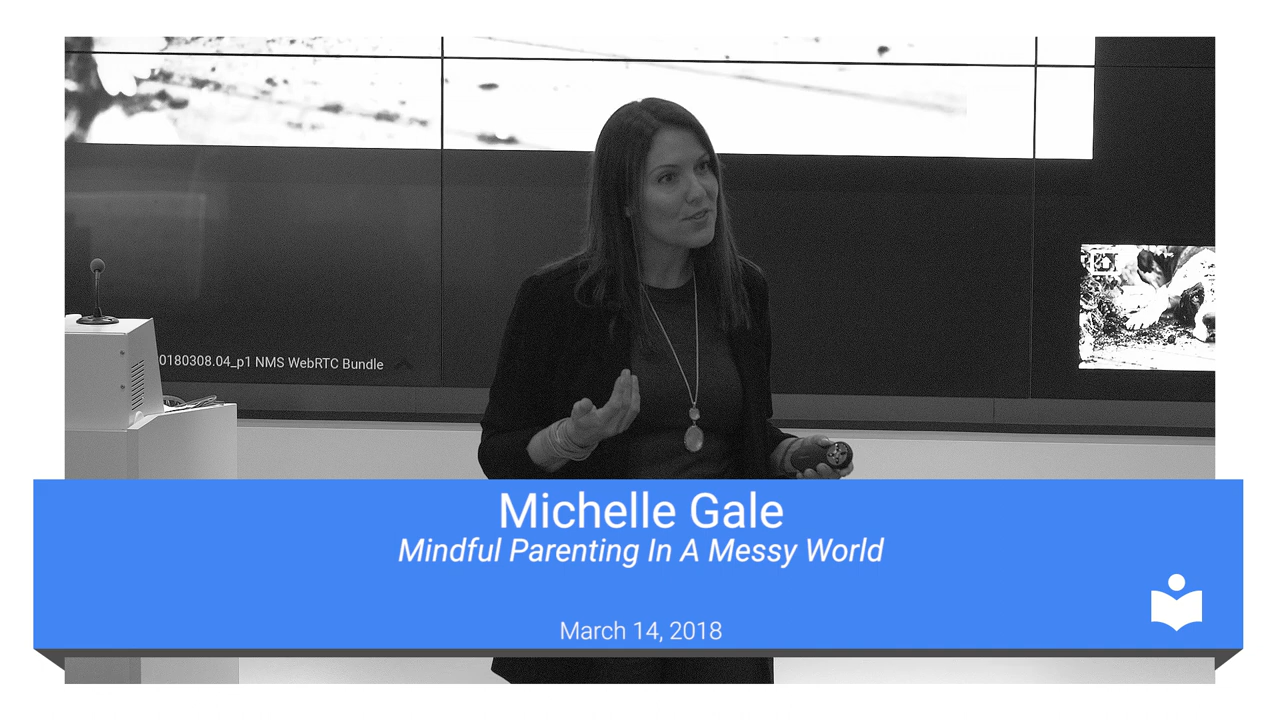 0180308.04_p1 NMS WebRTC Bundle
Michelle Gale
Mindful Parenting In A Messy World
March 14, 2018